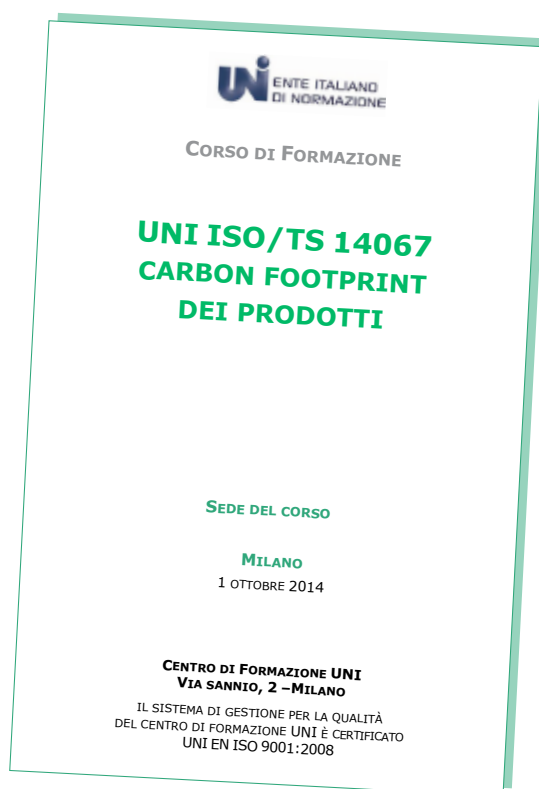 UNI ENTE ITALIANO
DI NORMAZIONE
CORSO DI FORMAZIONE
UNI ISO/TS 14067
CARBON FOOTPRINT
DEI PRODOTTI
SEDE DEL CORSO
MILANO
1 OTTOBRE 2014
CENTRO DI FORMAZIONE UNI
VIA SANNIO, 2 –MILANO
IL SISTEMA DI GESTIONE PER LA QUALITÀ
DEL CENTRO DI FORMAZIONE UNI È CERTIFICATO
UNI EN ISO 9001:2008